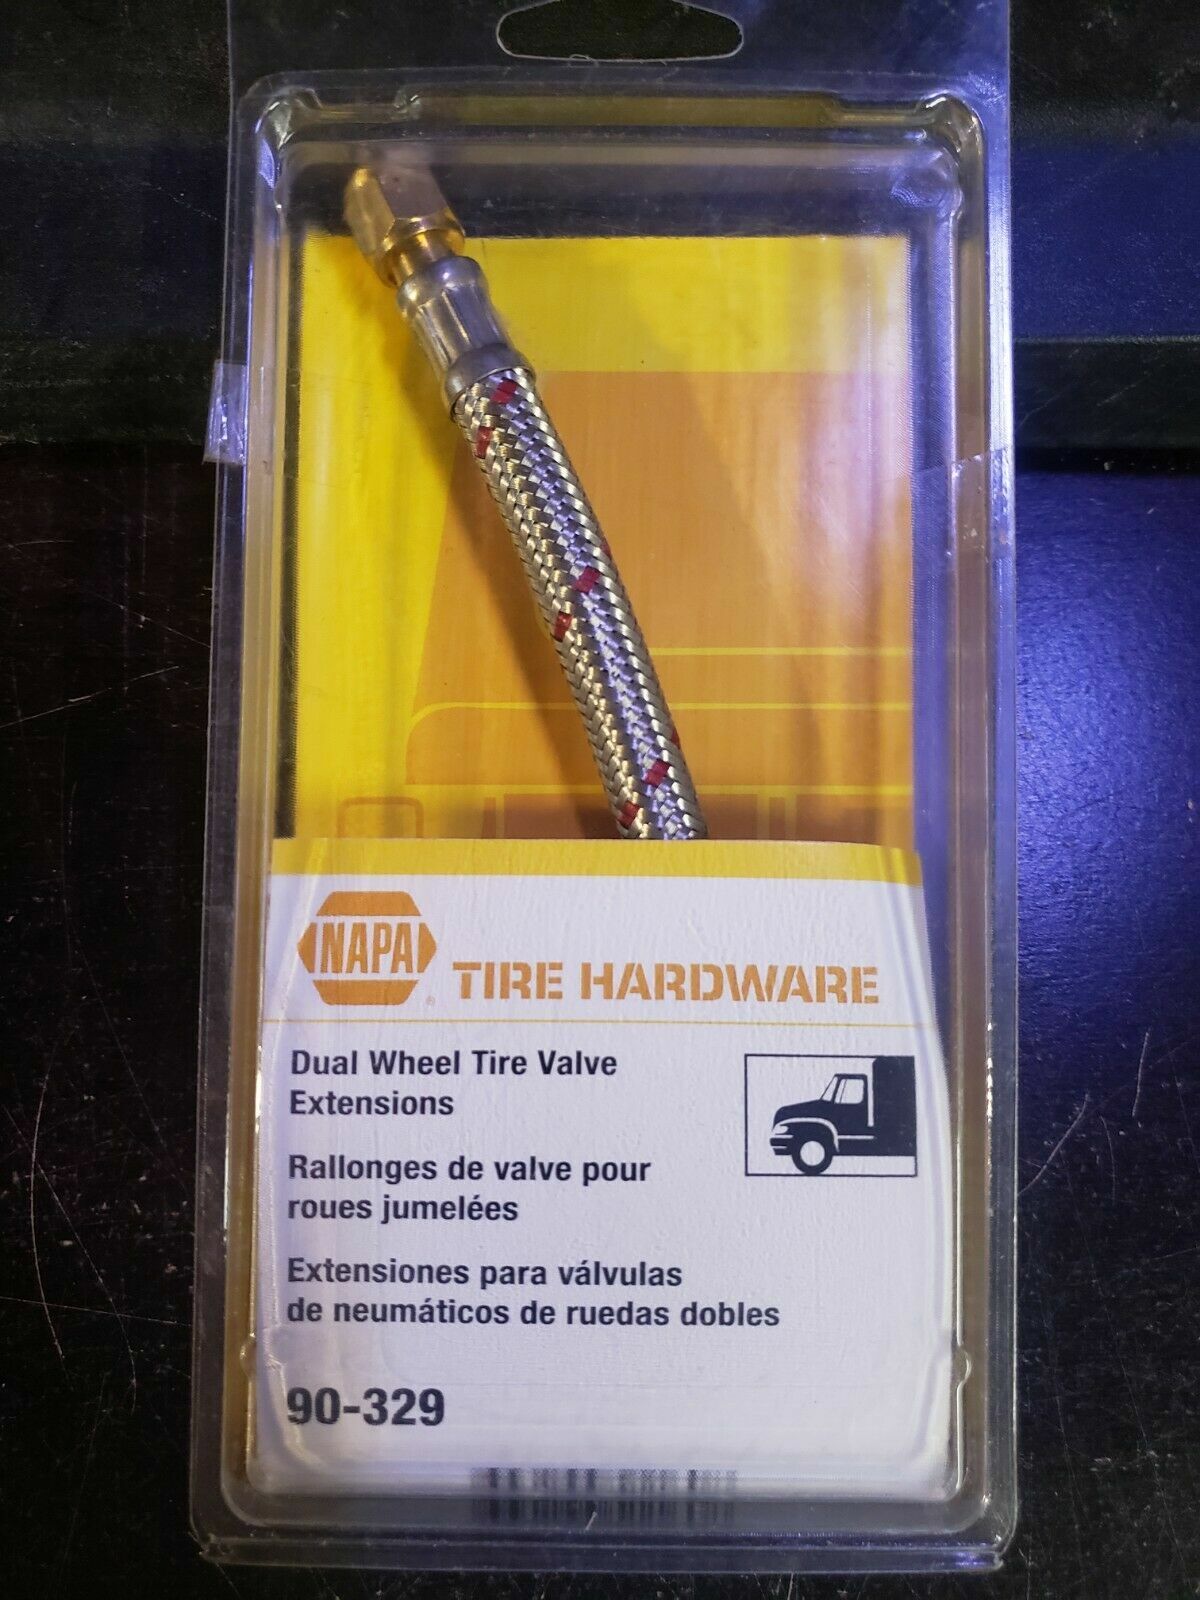 NAPA
TIRE HARDWARE
Dual Wheel Tire Valve
Extensions
Rallonges de valve pour
roues jumelées
Extensiones para válvulas
de neumáticos de ruedas dobles
90-329